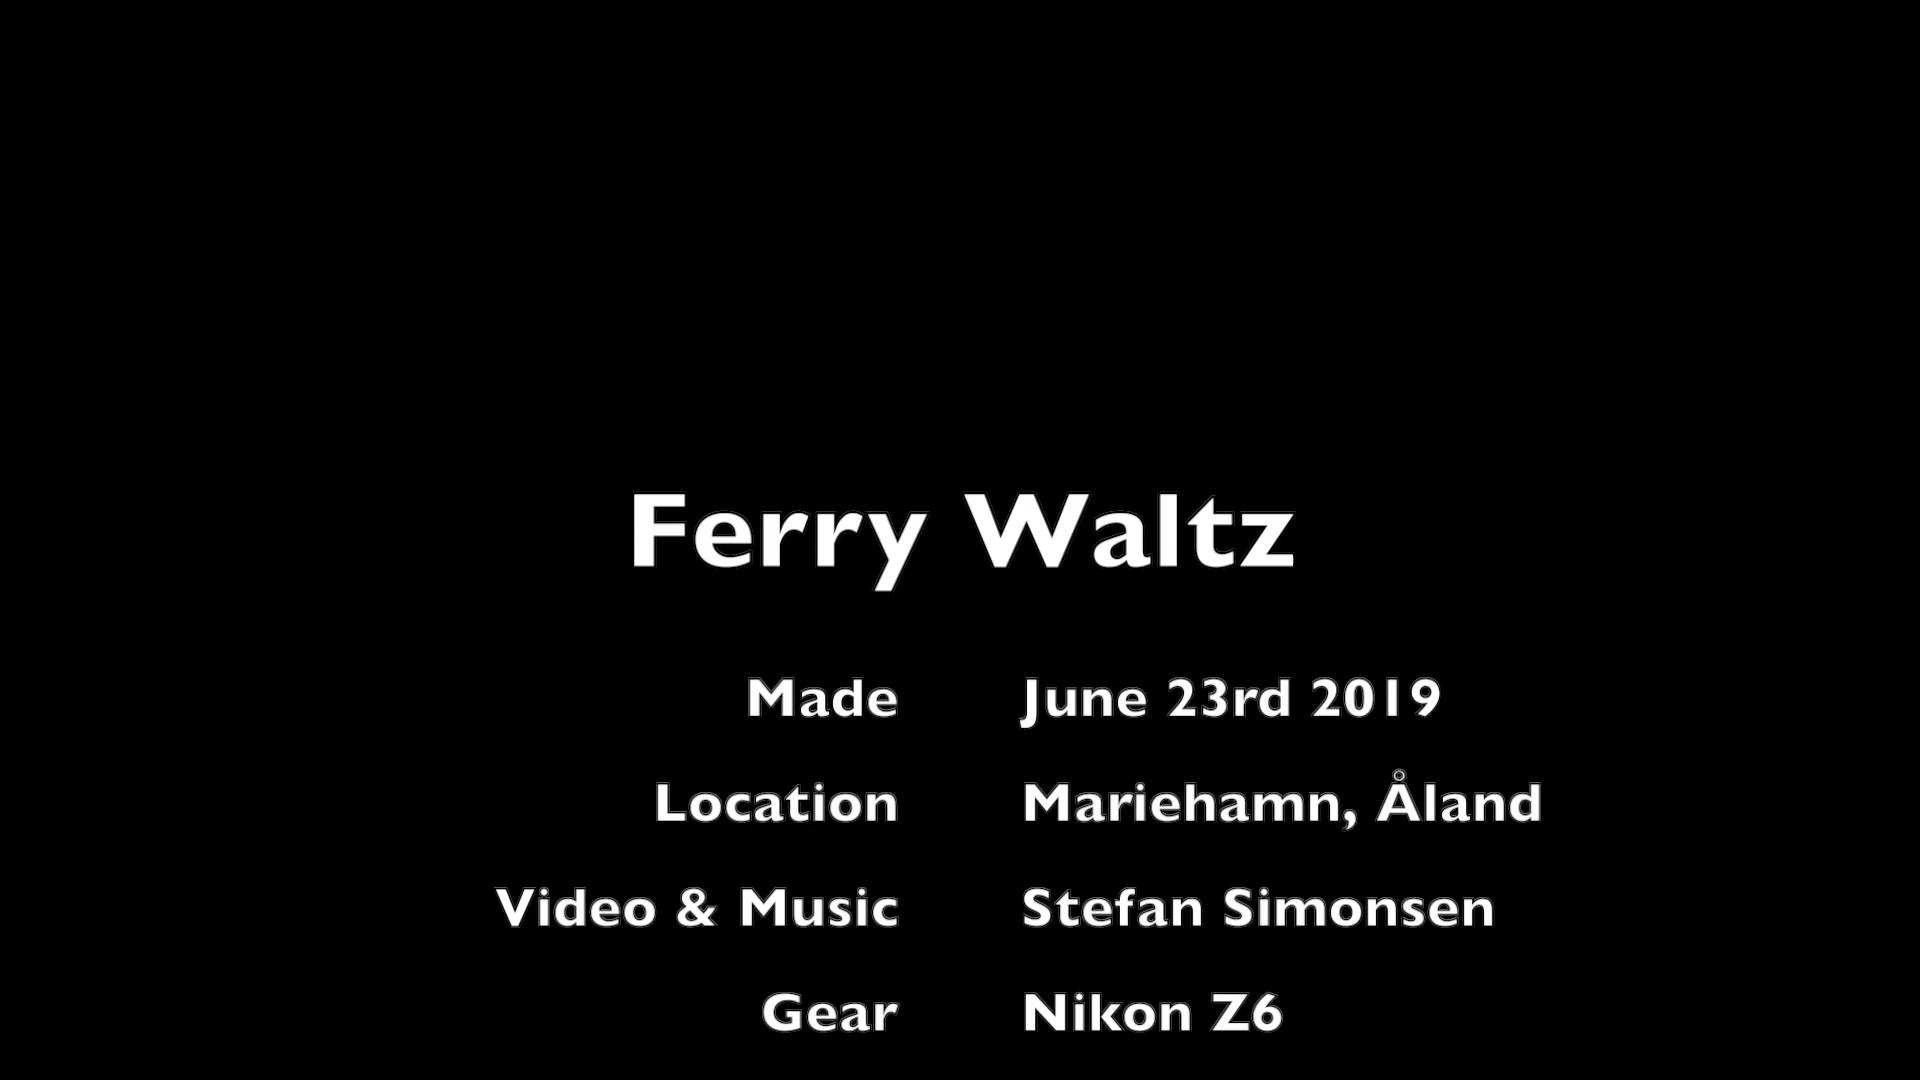 Ferry Waltz
Made June 23rd 2019
Location Mariehamn, Åland
Video & Music Stefan Simonsen
Gear Nikon Z6